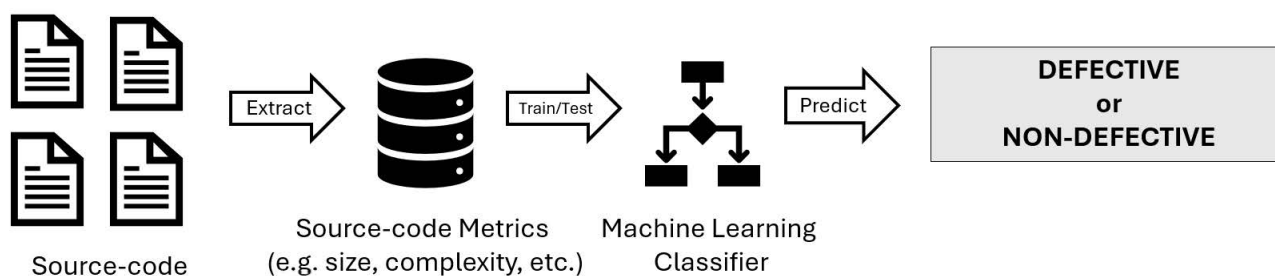 Source-code
Extract
Source-code Metrics
(e.g. size, complexity, etc.)
Train/Test
Machine Learning
Classifier
Predict
DEFECTIVE
or
NON-DEFECTIVE